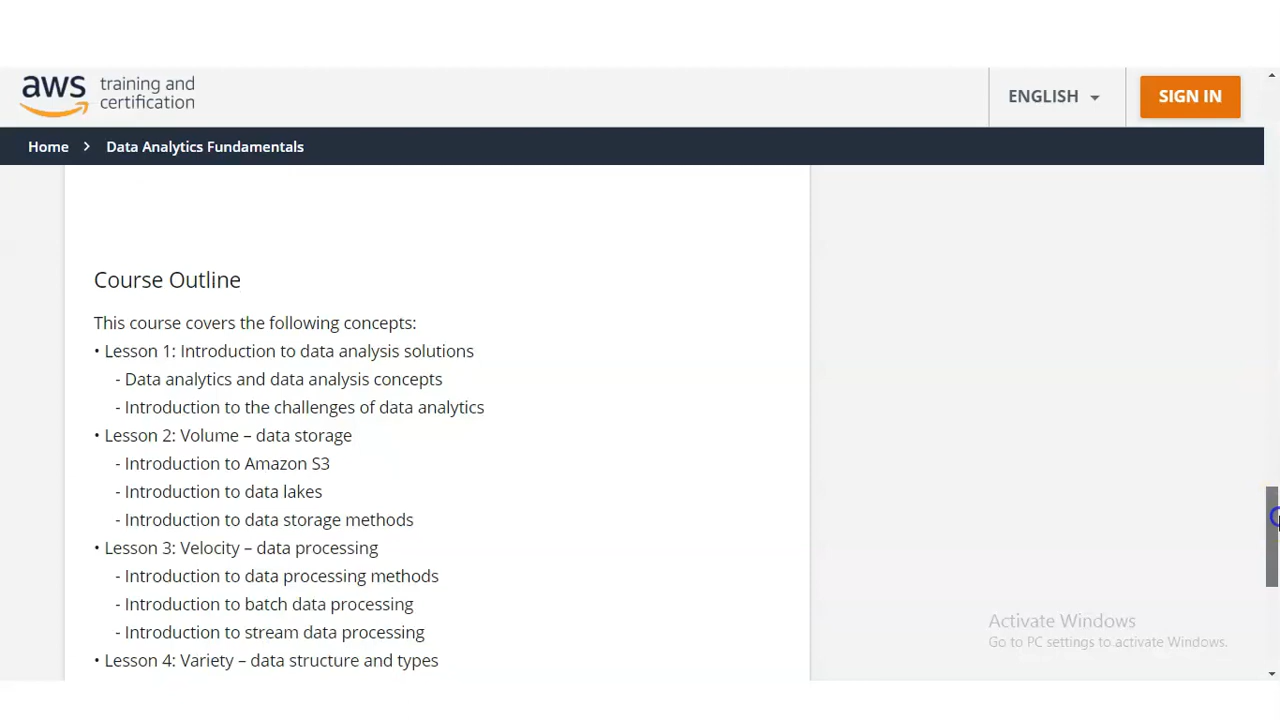 aws training and certification
ENGLISH
SIGN IN
Home > Data Analytics Fundamentals
Course Outline
This course covers the following concepts:
• Lesson 1: Introduction to data analysis solutions
- Data analytics and data analysis concepts
- Introduction to the challenges of data analytics
• Lesson 2: Volume – data storage
- Introduction to Amazon S3
- Introduction to data lakes
- Introduction to data storage methods
• Lesson 3: Velocity – data processing
- Introduction to data processing methods
- Introduction to batch data processing
- Introduction to stream data processing
• Lesson 4: Variety – data structure and types
Activate Windows
Go to PC settings to activate Windows.